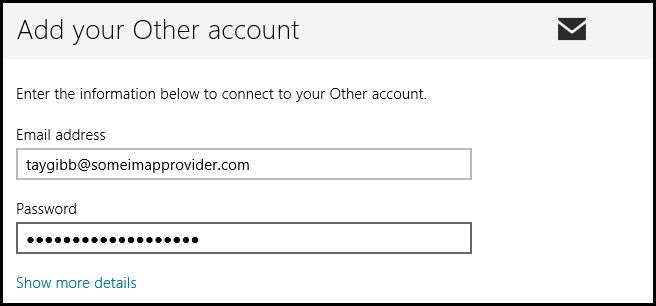 Add your Other account
Enter the information below to connect to your Other account.
Email address
taygibb@someimapprovider.com
Password
●●●●●●●●●●●●●●●●●●●
Show more details